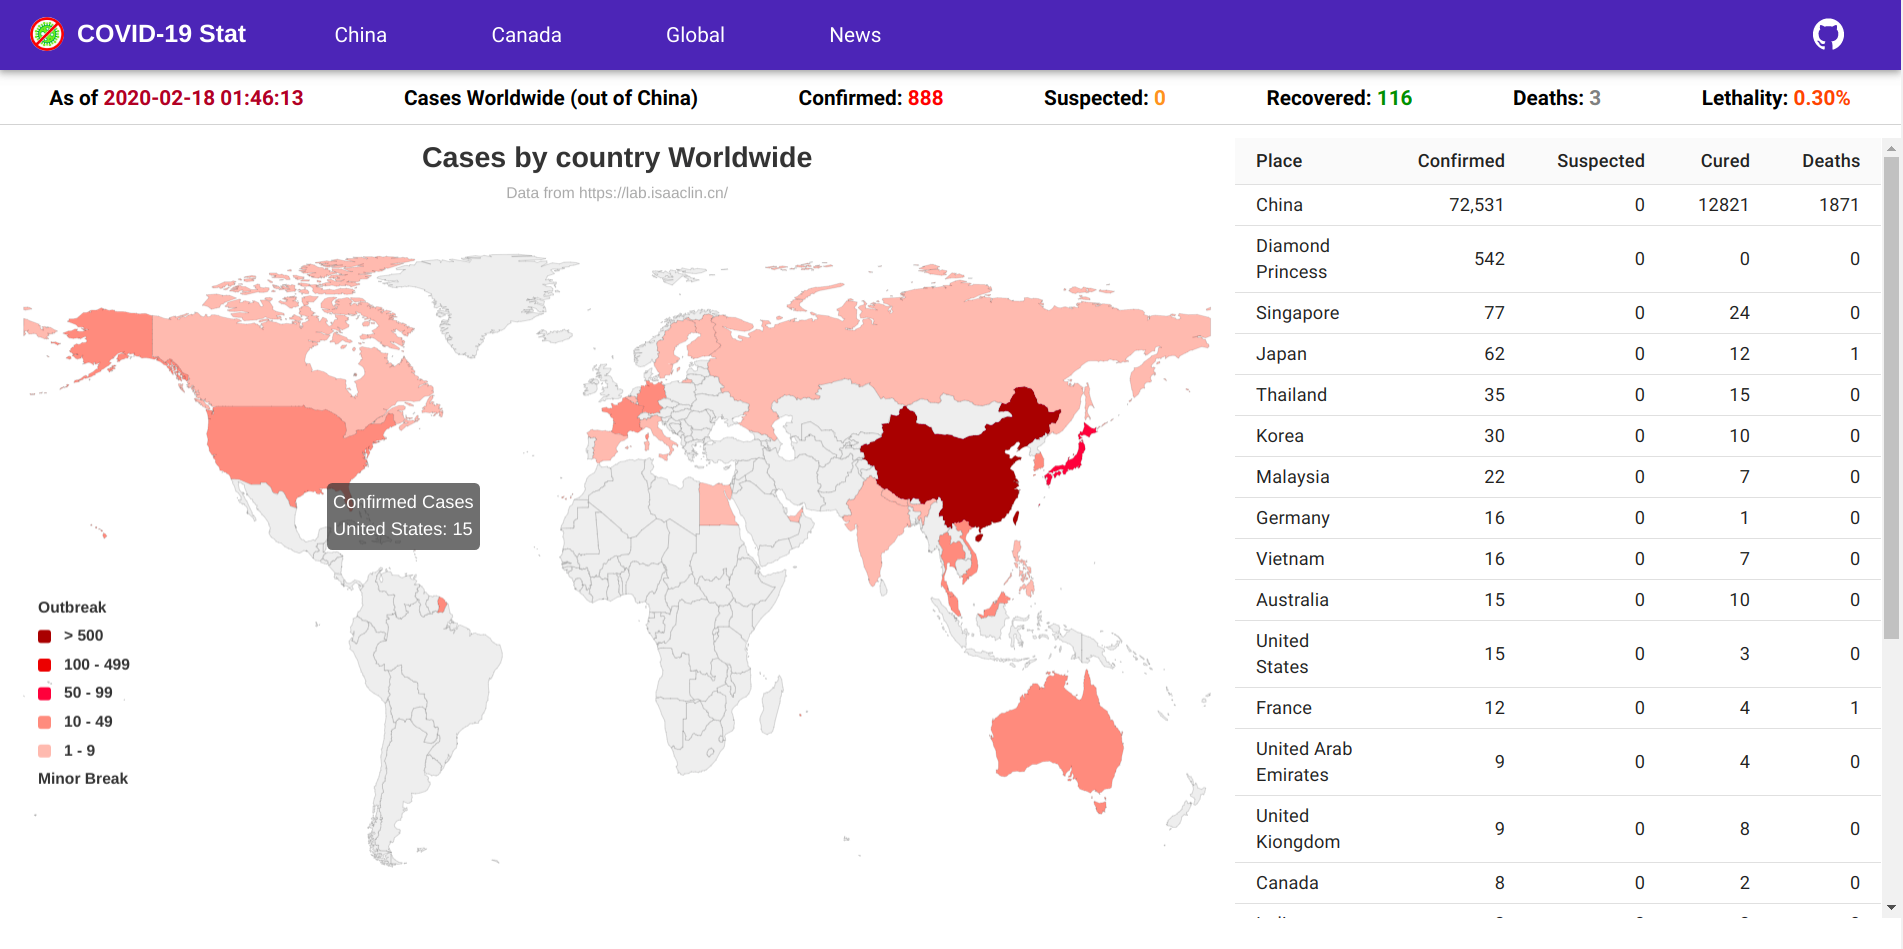 COVID-19 Stat China Canada Global News
As of 2020-02-18 01:46:13 Cases Worldwide (out of China) Confirmed: 888 Suspected: 0 Recovered: 116 Deaths: 3 Lethality: 0.30%
Cases by country Worldwide
Data from https://lab.isaaclin.cn/
Confirmed Cases
United States: 15
Outbreak
> 500
100 - 499
50 - 99
10 - 49
1 - 9
Minor Break
Place Confirmed Suspected Cured Deaths
China 72,531 0 12821 1871
Diamond
Princess 542 0 0 0
Singapore 77 0 24 0
Japan 62 0 12 1
Thailand 35 0 15 0
Korea 30 0 10 0
Malaysia 22 0 7 0
Germany 16 0 1 0
Vietnam 16 0 7 0
Australia 15 0 10 0
United
States 15 0 3 0
France 12 0 4 1
United Arab
Emirates 9 0 4 0
United
Kiongdom 9 0 8 0
Canada 8 0 2 0